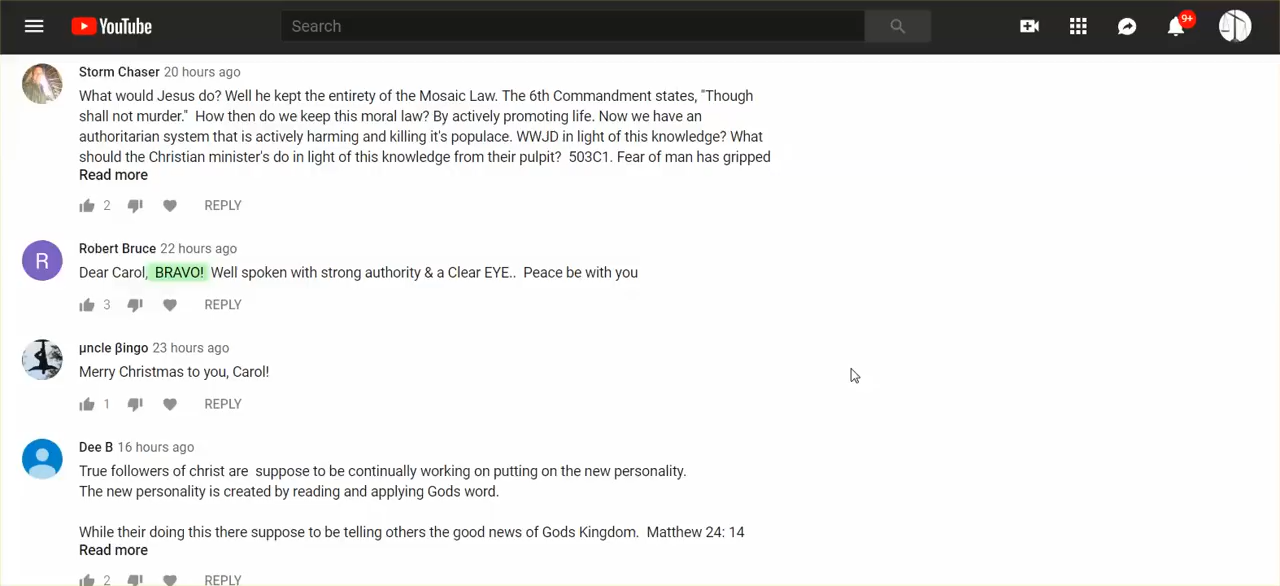 YouTube
Search
9+
Storm Chaser 20 hours ago
What would Jesus do? Well he kept the entirety of the Mosaic Law. The 6th Commandment states, "Though
shall not murder."  How then do we keep this moral law? By actively promoting life. Now we have an
authoritarian system that is actively harming and killing it's populace. WWJD in light of this knowledge? What
should the Christian minister's do in light of this knowledge from their pulpit?  503C1. Fear of man has gripped
Read more
2 REPLY
R
Robert Bruce 22 hours ago
Dear Carol, BRAVO! Well spoken with strong authority & a Clear EYE..  Peace be with you
3 REPLY
μncle βingo 23 hours ago
Merry Christmas to you, Carol!
1 REPLY
Dee B 16 hours ago
True followers of christ are  suppose to be continually working on putting on the new personality.
The new personality is created by reading and applying Gods word.
While their doing this there suppose to be telling others the good news of Gods Kingdom.  Matthew 24: 14
Read more
2 REPLY